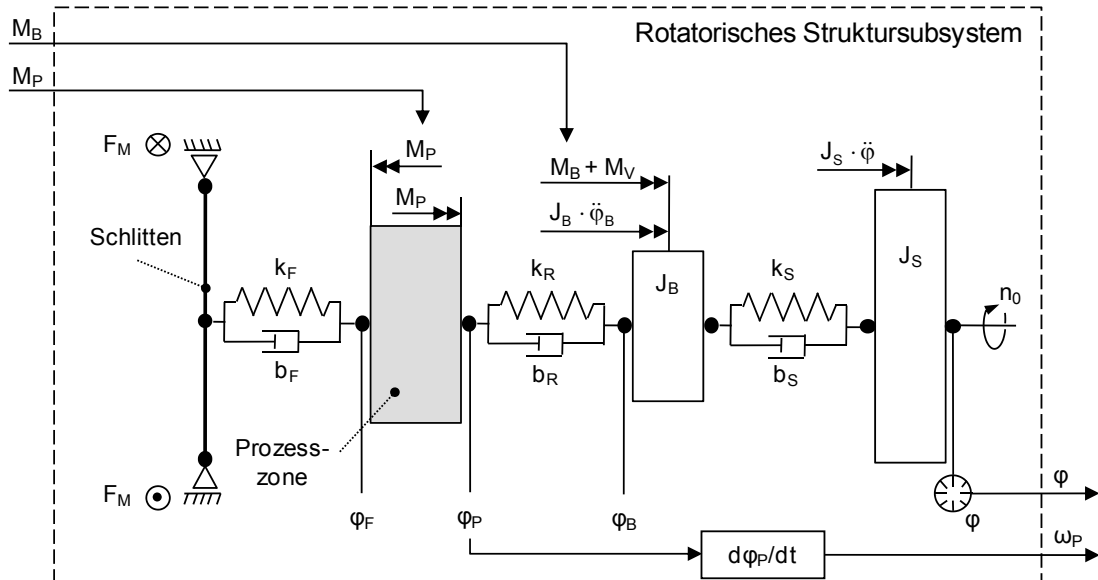 M_B
Rotatorisches Struktursubsystem
M_P
F_M
M_P
M_B + M_V
J_S · φ̈
M_P
J_B · φ̈_B
Schlitten
k_F
k_R
J_B
k_S
J_S
n_0
b_F
b_R
b_S
Prozess-
zone
F_M
φ_F
φ_P
φ_B
φ
φ
dφ_P/dt
ω_P